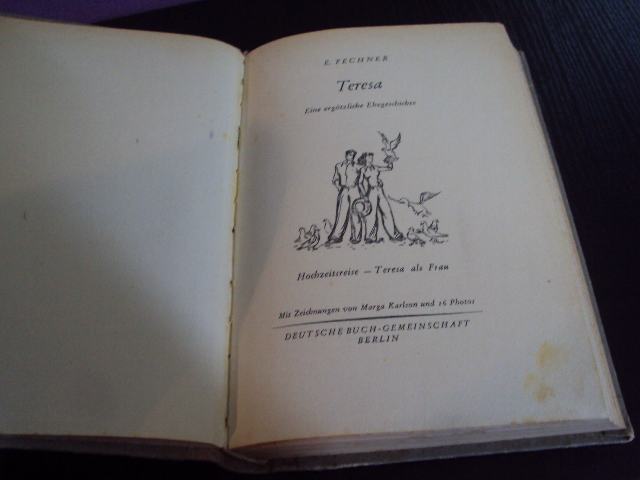 E. FECHNER
Teresa
Eine ergötzliche Ehegeschichte
Hochzeitsreise — Teresa als Frau
Mit Zeichnungen von Marga Karlson und 16 Photos
DEUTSCHE BUCH-GEMEINSCHAFT
BERLIN